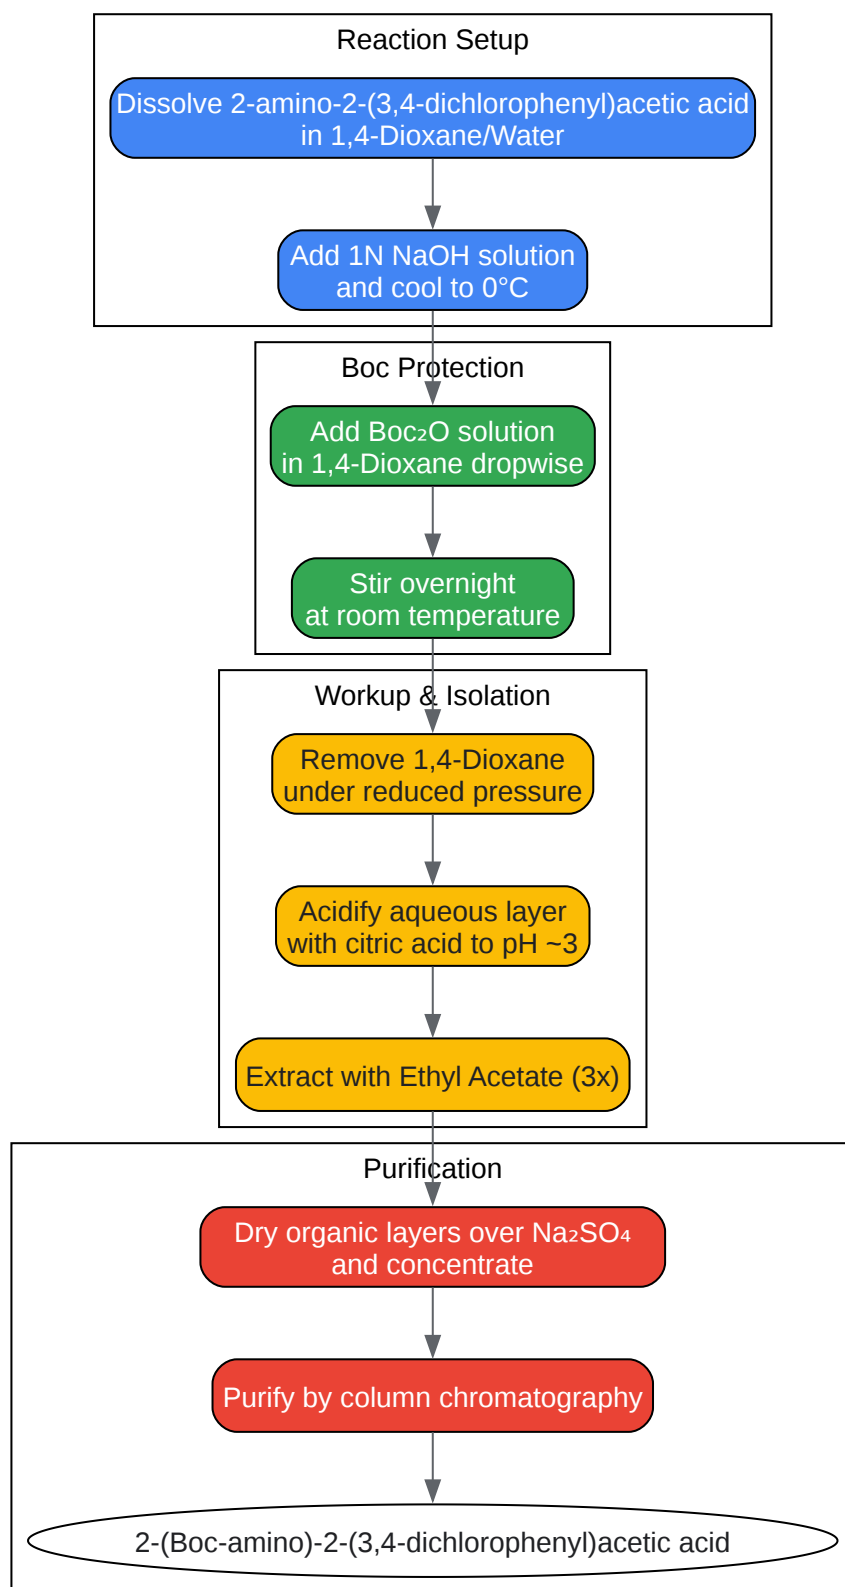 Reaction Setup
Dissolve 2-amino-2-(3,4-dichlorophenyl)acetic acid
in 1,4-Dioxane/Water
Add 1N NaOH solution
and cool to 0°C
Boc Protection
Add Boc₂O solution
in 1,4-Dioxane dropwise
Stir overnight
at room temperature
Workup & Isolation
Remove 1,4-Dioxane
under reduced pressure
Acidify aqueous layer
with citric acid to pH ~3
Extract with Ethyl Acetate (3x)
Purification
Dry organic layers over Na₂SO₄
and concentrate
Purify by column chromatography
2-(Boc-amino)-2-(3,4-dichlorophenyl)acetic acid